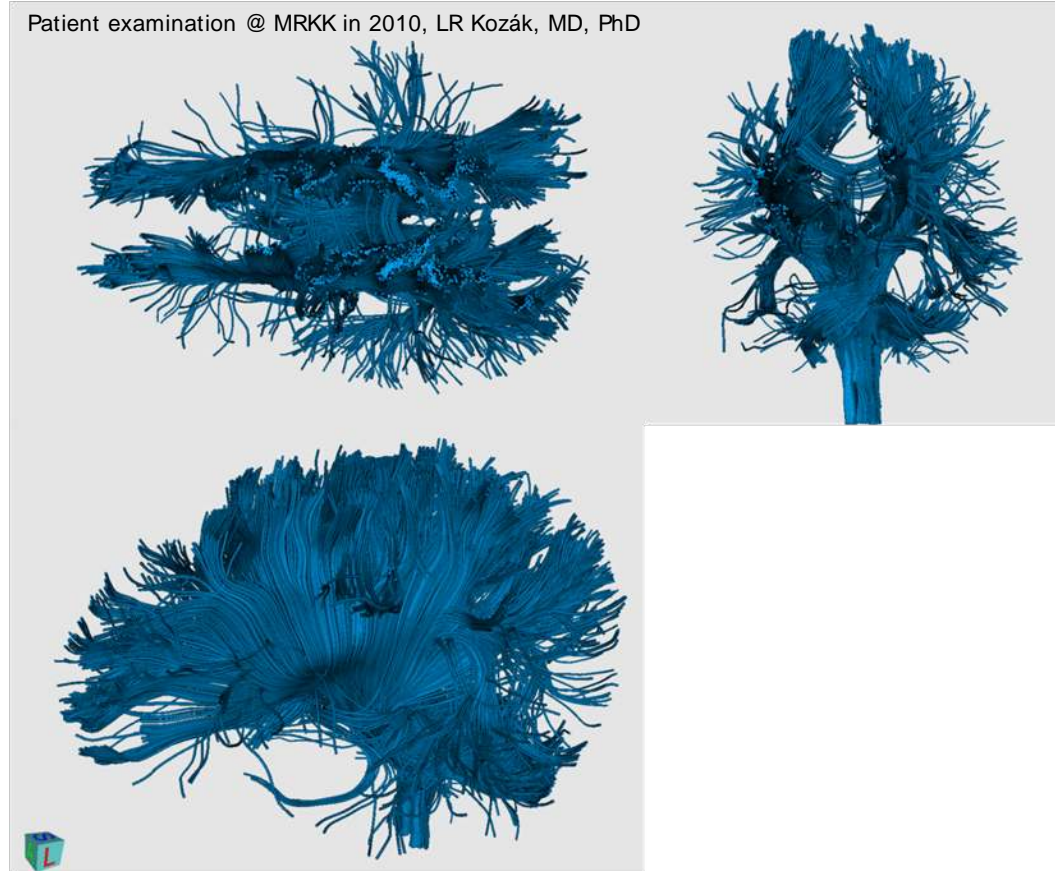 Patient examination @ MRKK in 2010, LR Kozák, MD, PhD
S
L